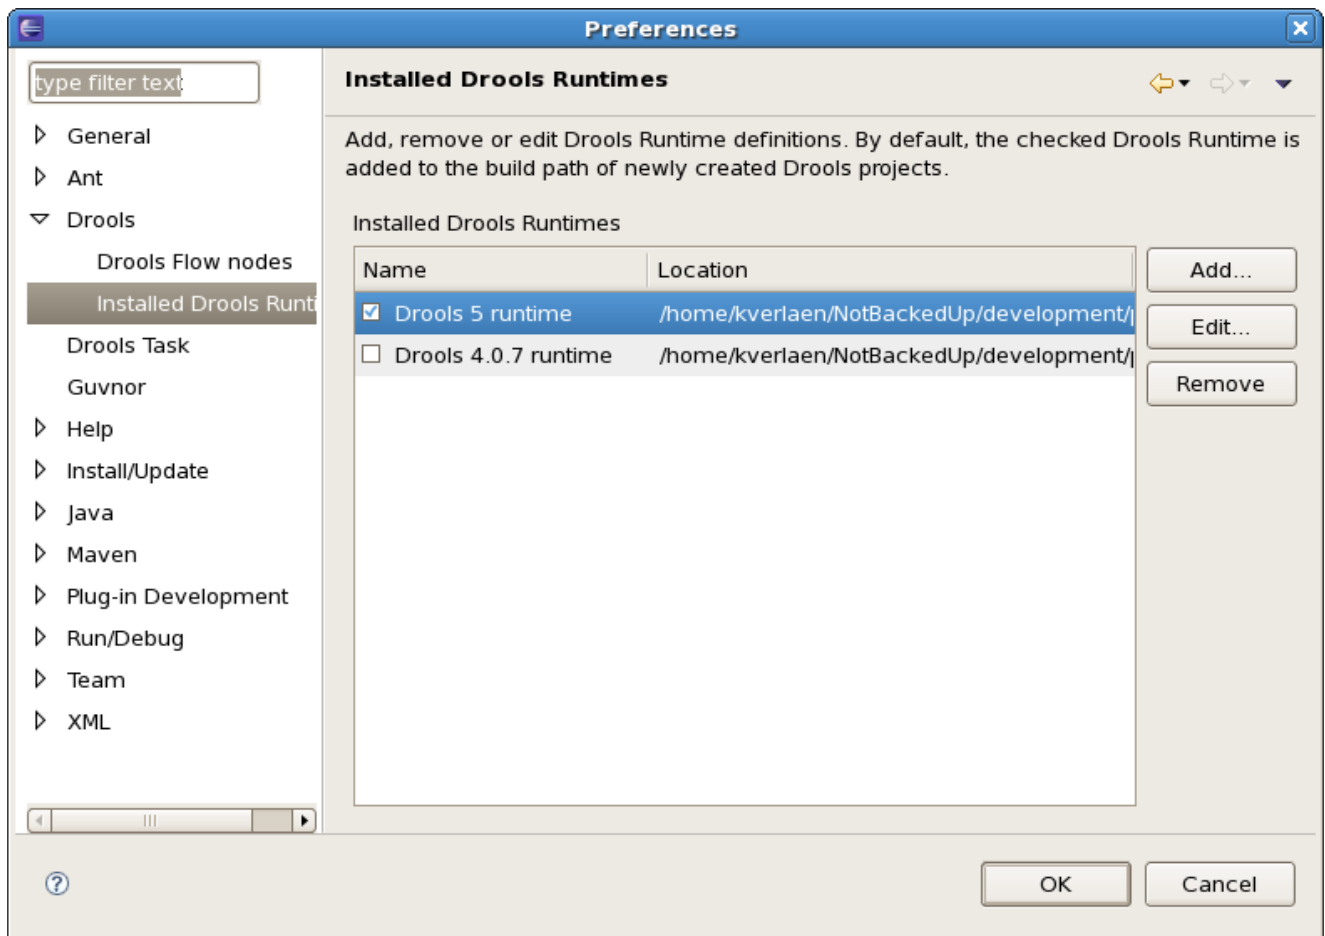 Preferences
type filter text
General
Ant
Drools
Drools Flow nodes
Installed Drools Runti
Drools Task
Guvnor
Help
Install/Update
Java
Maven
Plug-in Development
Run/Debug
Team
XML
Installed Drools Runtimes
Add, remove or edit Drools Runtime definitions. By default, the checked Drools Runtime is
added to the build path of newly created Drools projects.
Installed Drools Runtimes
Name Location
Drools 5 runtime /home/kverlaen/NotBackedUp/development/p
Drools 4.0.7 runtime /home/kverlaen/NotBackedUp/development/p
Add...
Edit...
Remove
OK Cancel